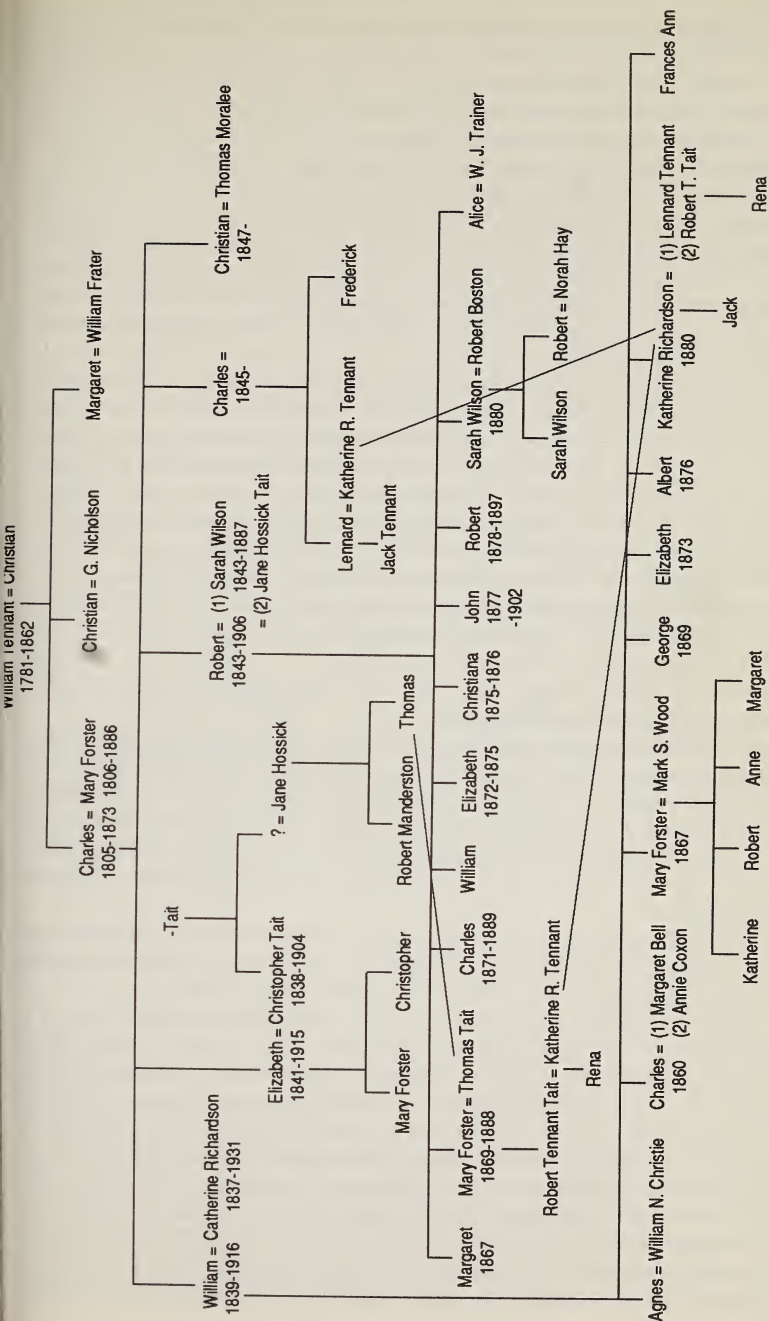 William Tennant = Christian
1781-1862
Charles = Mary Forster
1805-1873 1806-1886
Christian = G. Nicholson
Margaret = William Frater
William = Catherine Richardson
1839-1916 1837-1931
-Tait
Elizabeth = Christopher Tait
1841-1915 1838-1904
? = Jane Hossick
Robert = (1) Sarah Wilson
1843-1906 1843-1887
= (2) Jane Hossick Tait
Charles =
1845-
Christian = Thomas Moralee
1847-
Mary Forster
Christopher
Robert Manderston
Thomas
Lennard = Katherine R. Tennant
Frederick
Jack Tennant
Margaret
1867
Mary Forster = Thomas Tait
1869-1888
Charles
1871-1889
William
Elizabeth
1872-1875
Christiana
1875-1876
John
1877
-1902
Robert
1878-1897
Sarah Wilson = Robert Boston
1880
Alice = W. J. Trainer
Robert Tennant Tait = Katherine R. Tennant
Rena
Sarah Wilson
Robert = Norah Hay
Agnes = William N. Christie
Charles = (1) Margaret Bell
1860 (2) Annie Coxon
Mary Forster = Mark S. Wood
1867
George
1869
Elizabeth
1873
Albert
1876
Katherine Richardson = (1) Lennard Tennant
1880 (2) Robert T. Tait
Frances Ann
Katherine
Robert
Anne
Margaret
Jack
Rena